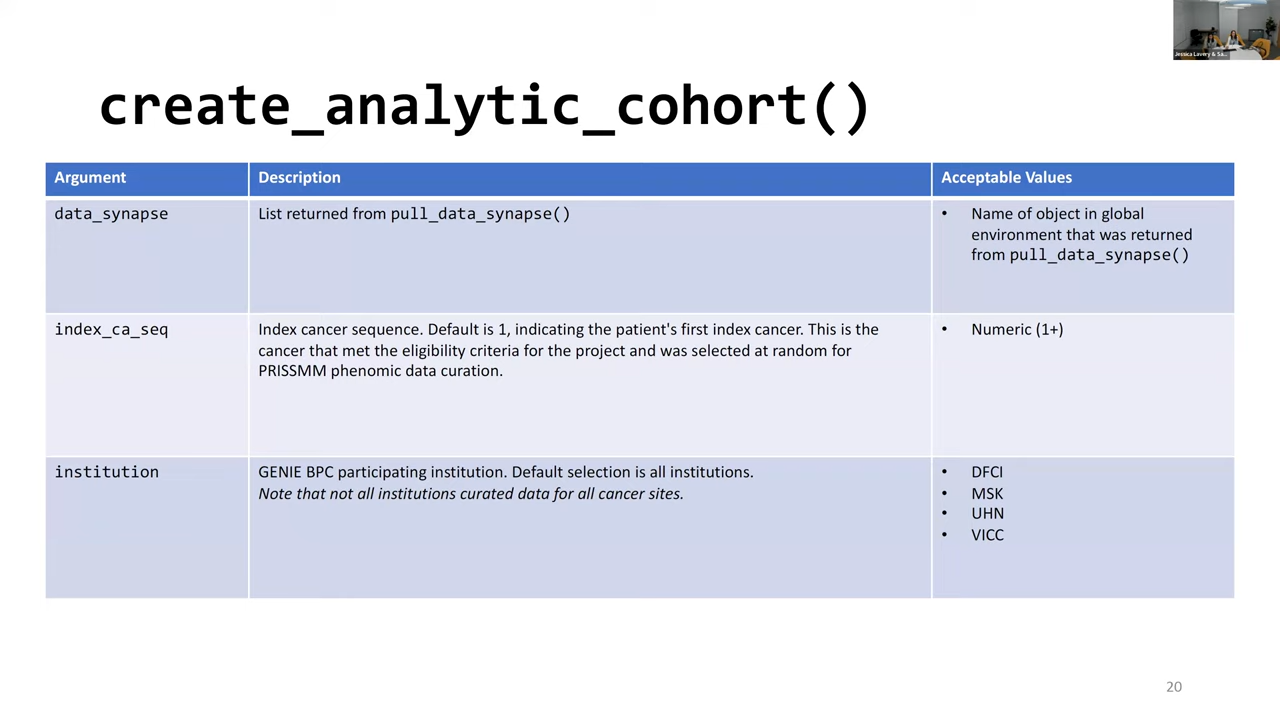 Jessica Lavery & Sa...
create_analytic_cohort()
Argument
Description
Acceptable Values
data_synapse
List returned from pull_data_synapse()
• Name of object in global
environment that was returned
from pull_data_synapse()
index_ca_seq
Index cancer sequence. Default is 1, indicating the patient's first index cancer. This is the
cancer that met the eligibility criteria for the project and was selected at random for
PRISSMM phenomic data curation.
• Numeric (1+)
institution
GENIE BPC participating institution. Default selection is all institutions.
Note that not all institutions curated data for all cancer sites.
• DFCI
• MSK
• UHN
• VICC
20